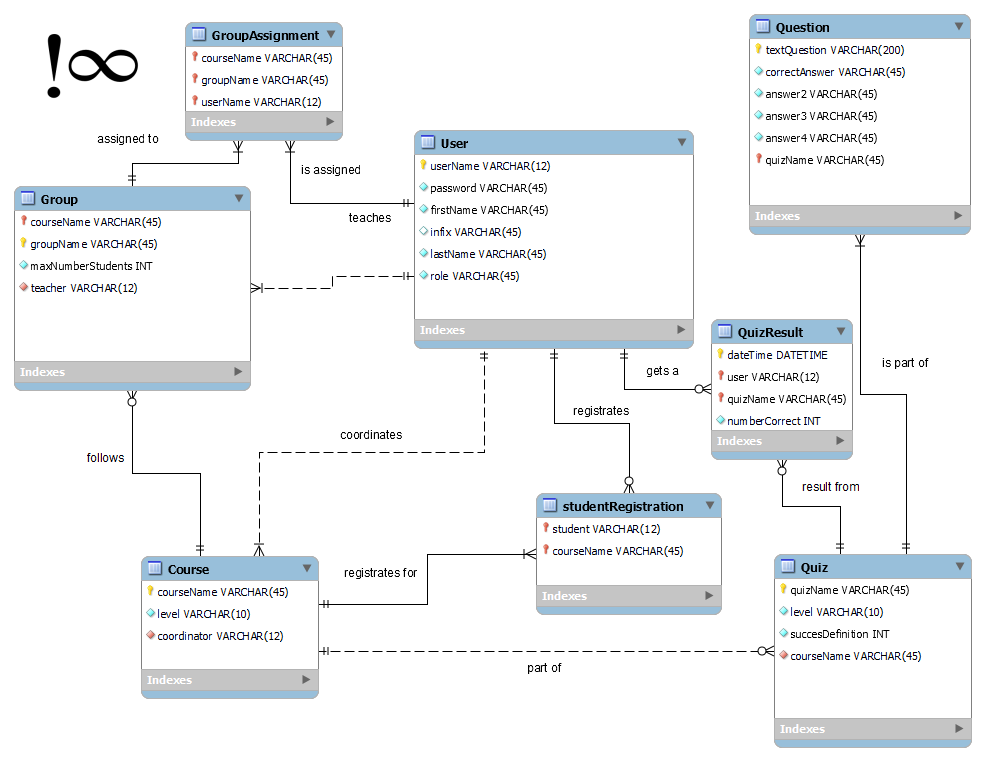 !∞
GroupAssignment
courseName VARCHAR(45)
groupName VARCHAR(45)
userName VARCHAR(12)
Indexes
Question
textQuestion VARCHAR(200)
correctAnswer VARCHAR(45)
answer2 VARCHAR(45)
answer3 VARCHAR(45)
answer4 VARCHAR(45)
quizName VARCHAR(45)
Indexes
assigned to
is assigned
teaches
User
userName VARCHAR(12)
password VARCHAR(45)
firstName VARCHAR(45)
infix VARCHAR(45)
lastName VARCHAR(45)
role VARCHAR(45)
Indexes
Group
courseName VARCHAR(45)
groupName VARCHAR(45)
maxNumberStudents INT
teacher VARCHAR(12)
Indexes
QuizResult
dateTime DATETIME
user VARCHAR(12)
quizName VARCHAR(45)
numberCorrect INT
Indexes
gets a
is part of
registrates
coordinates
follows
result from
studentRegistration
student VARCHAR(12)
courseName VARCHAR(45)
Indexes
Course
courseName VARCHAR(45)
level VARCHAR(10)
coordinator VARCHAR(12)
Indexes
registrates for
part of
Quiz
quizName VARCHAR(45)
level VARCHAR(10)
succesDefinition INT
courseName VARCHAR(45)
Indexes